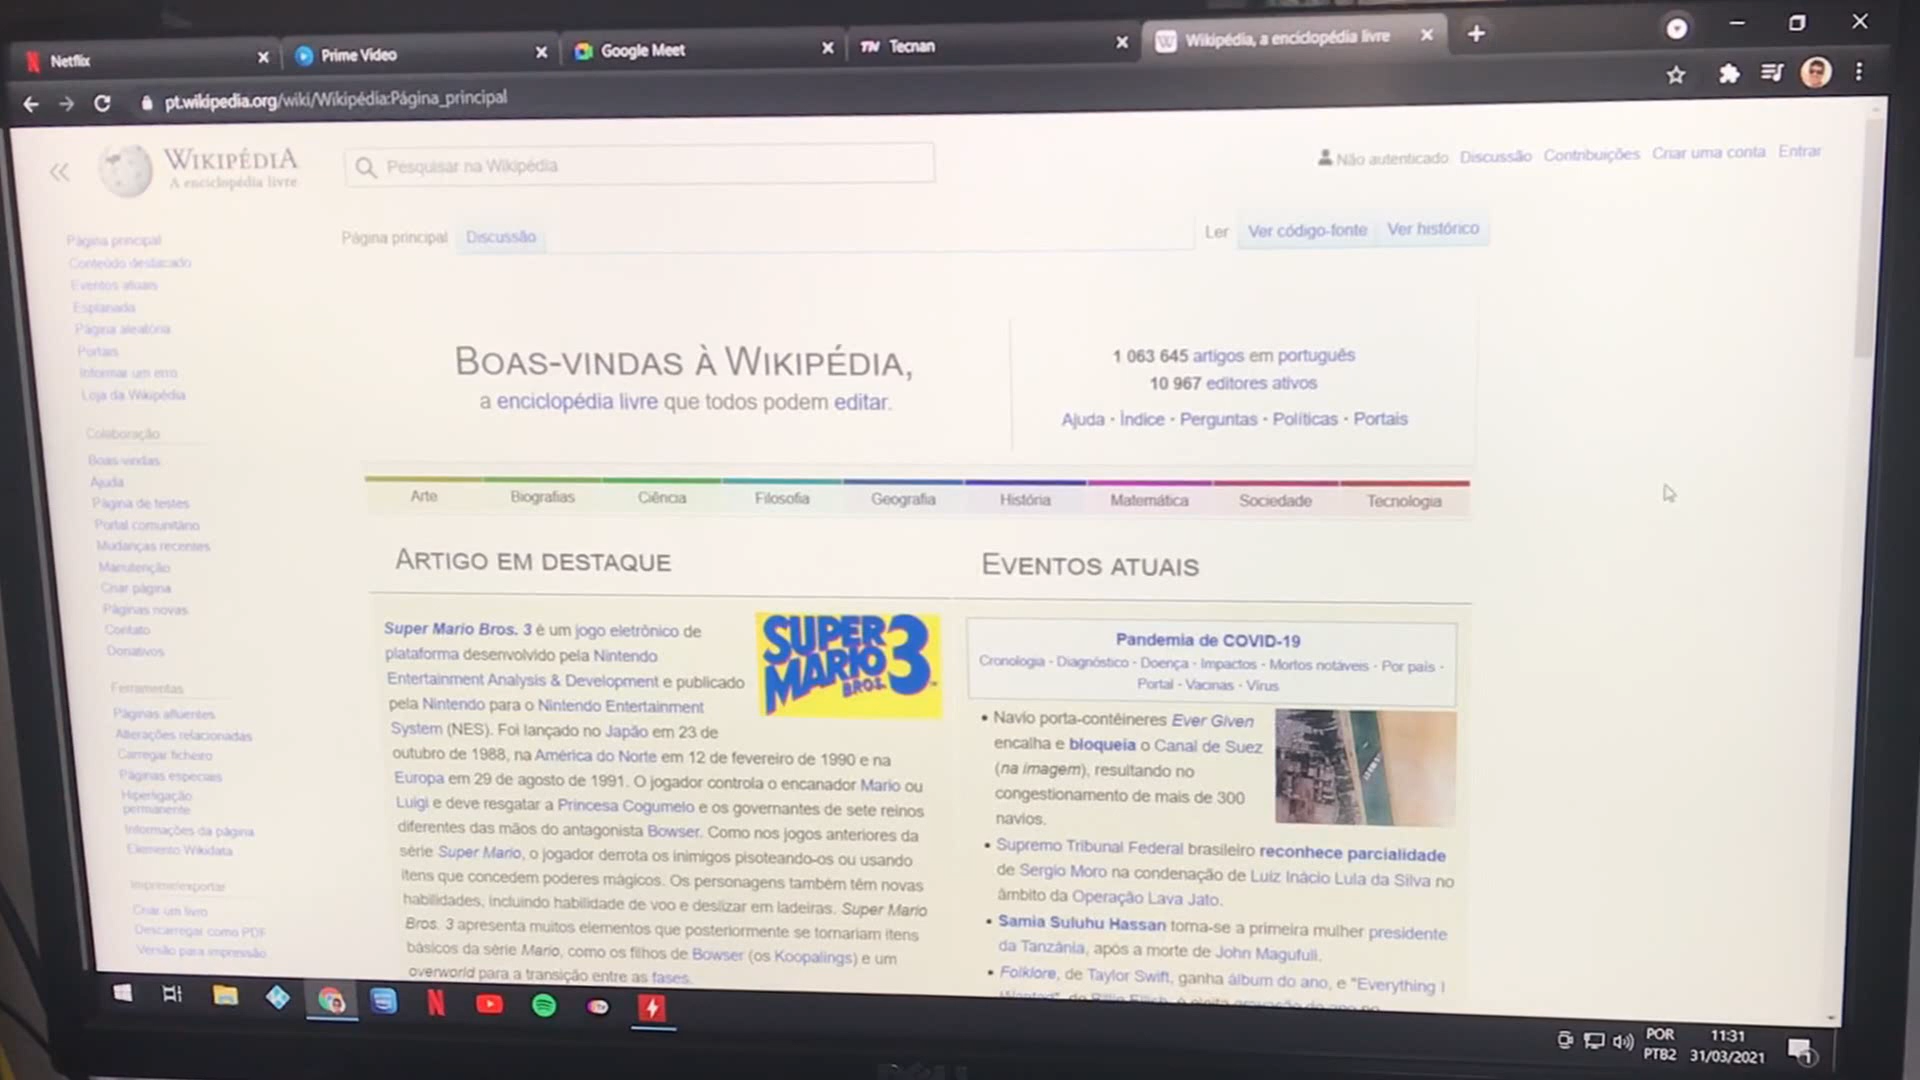 Netflix
Prime Video
Google Meet
TN Tecnan
Wikipédia, a enciclopédia livre
pt.wikipedia.org/wiki/Wikipédia:Página_principal
WIKIPÉDIA
A enciclopédia livre
Pesquisar na Wikipédia
Não autenticado Discussão Contribuições Criar uma conta Entrar
Página principal Discussão
Ler Ver código-fonte Ver histórico
Página principal
Conteúdo destacado
Eventos atuais
Esplanada
Página aleatória
Portais
Informar um erro
Loja da Wikipédia
Colaboração
Boas-vindas
Ajuda
Página de testes
Portal comunitário
Mudanças recentes
Manutenção
Criar página
Páginas novas
Contato
Donativos
Ferramentas
Páginas afluentes
Alterações relacionadas
Carregar ficheiro
Páginas especiais
Hiperligação
permanente
Informações da página
Elemento Wikidata
Imprimir/exportar
Criar um livro
Descarregar como PDF
Versão para impressão
BOAS-VINDAS À WIKIPÉDIA,
a enciclopédia livre que todos podem editar.
1 063 645 artigos em português
10 967 editores ativos
Ajuda · Índice · Perguntas · Políticas · Portais
Arte Biografias Ciência Filosofia Geografia História Matemática Sociedade Tecnologia
ARTIGO EM DESTAQUE
Super Mario Bros. 3 é um jogo eletrônico de
plataforma desenvolvido pela Nintendo
Entertainment Analysis & Development e publicado
pela Nintendo para o Nintendo Entertainment
System (NES). Foi lançado no Japão em 23 de
outubro de 1988, na América do Norte em 12 de fevereiro de 1990 e na
Europa em 29 de agosto de 1991. O jogador controla o encanador Mario ou
Luigi e deve resgatar a Princesa Cogumelo e os governantes de sete reinos
diferentes das mãos do antagonista Bowser. Como nos jogos anteriores da
série Super Mario, o jogador derrota os inimigos pisoteando-os ou usando
itens que concedem poderes mágicos. Os personagens também têm novas
habilidades, incluindo habilidade de voo e deslizar em ladeiras. Super Mario
Bros. 3 apresenta muitos elementos que posteriormente se tornariam itens
básicos da série Mario, como os filhos de Bowser (os Koopalings) e um
overworld para a transição entre as fases.
SUPER
MARIO 3
BROS.
EVENTOS ATUAIS
Pandemia de COVID-19
Cronologia · Diagnóstico · Doença · Impactos · Mortos notáveis · Por país ·
Portal · Vacinas · Vírus
• Navio porta-contêineres Ever Given
encalha e bloqueia o Canal de Suez
(na imagem), resultando no
congestionamento de mais de 300
navios.
• Supremo Tribunal Federal brasileiro reconhece parcialidade
de Sergio Moro na condenação de Luiz Inácio Lula da Silva no
âmbito da Operação Lava Jato.
• Samia Suluhu Hassan torna-se a primeira mulher presidente
da Tanzânia, após a morte de John Magufuli.
• Folklore, de Taylor Swift, ganha álbum do ano, e "Everything I
POR
PTB2
11:31
31/03/2021
1